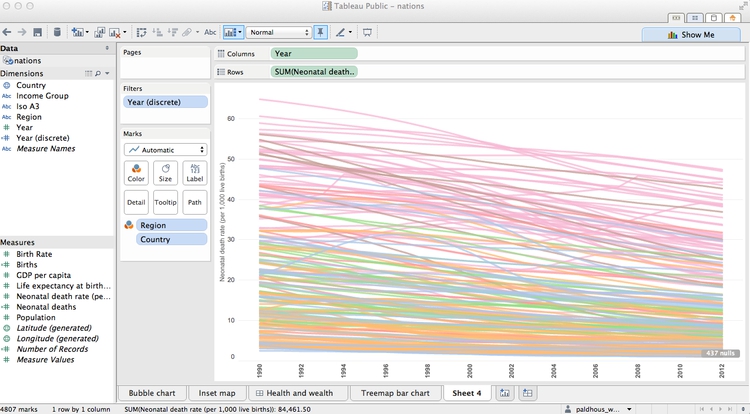 Tableau Public - nations
Abc
Normal
Show Me
Data
nations
Dimensions
Country
Abc Income Group
Abc Iso A3
Abc Region
Year
Year (discrete)
Abc Measure Names
Measures
Birth Rate
Births
GDP per capita
Life expectancy at birth...
Neonatal death rate (pe...
Neonatal deaths
Population
Latitude (generated)
Longitude (generated)
Number of Records
Measure Values
Pages
Filters
Year (discrete)
Marks
Automatic
Color Size Label
Abc
Detail Tooltip Path
Region
Country
Columns Year
Rows SUM(Neonatal death..
Neonatal death rate (per 1,000 live births)
60
50
40
30
20
10
0
1990 1992 1994 1996 1998 2000 2002 2004 2006 2008 2010 2012
437 nulls
Bubble chart Inset map Health and wealth Treemap bar chart Sheet 4
4807 marks 1 row by 1 column SUM(Neonatal death rate (per 1,000 live births)): 84,461.50 paldhous_w...